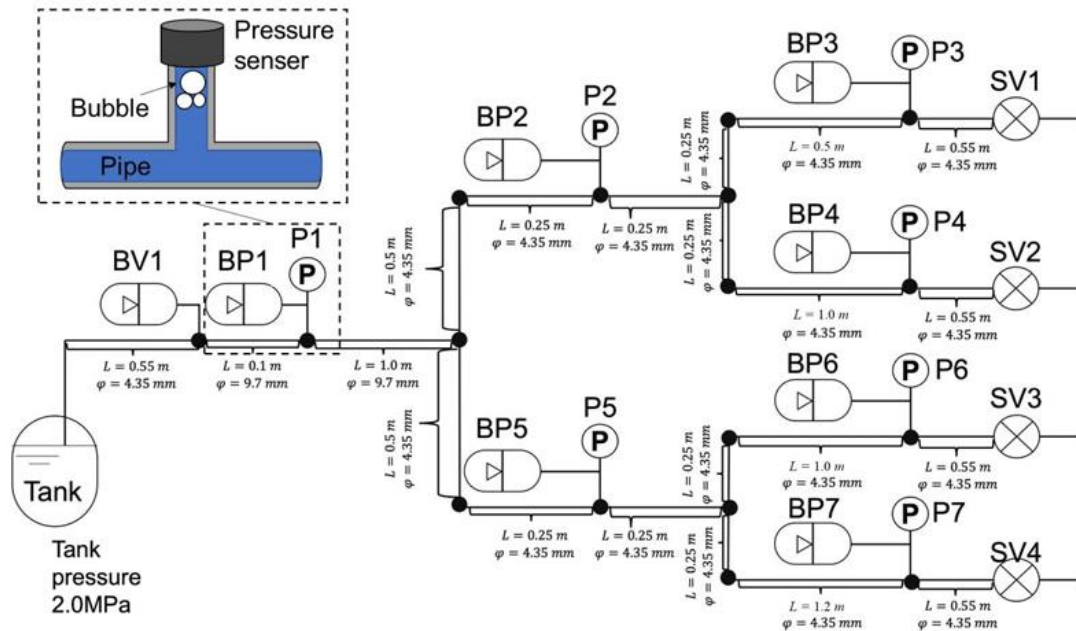 Pressure
senser
Bubble
Pipe
BP3
P
P3
SV1
L = 0.5 m
φ = 4.35 mm
L = 0.55 m
φ = 4.35 mm
L = 0.25 m
φ = 4.35 mm
BP2
P2
P
L = 0.25 m
φ = 4.35 mm
L = 0.25 m
φ = 4.35 mm
L = 0.25 m
φ = 4.35 mm
BP4
P
P4
SV2
L = 1.0 m
φ = 4.35 mm
L = 0.55 m
φ = 4.35 mm
L = 0.5 m
φ = 4.35 mm
BV1
BP1
P1
P
L = 0.55 m
φ = 4.35 mm
L = 0.1 m
φ = 9.7 mm
L = 1.0 m
φ = 9.7 mm
L = 0.5 m
φ = 4.35 mm
BP6
P
P6
SV3
L = 1.0 m
φ = 4.35 mm
L = 0.55 m
φ = 4.35 mm
L = 0.25 m
φ = 4.35 mm
BP5
P
P5
L = 0.25 m
φ = 4.35 mm
L = 0.25 m
φ = 4.35 mm
L = 0.25 m
φ = 4.35 mm
BP7
P
P7
SV4
L = 1.2 m
φ = 4.35 mm
L = 0.55 m
φ = 4.35 mm
Tank
Tank
pressure
2.0MPa